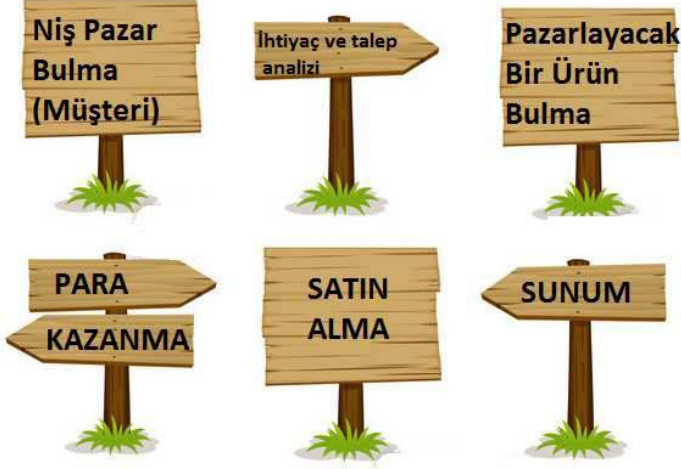 Niş Pazar
Bulma
(Müşteri)
İhtiyaç ve talep
analizi
Pazarlayacak
Bir Ürün
Bulma
PARA
KAZANMA
SATIN
ALMA
SUNUM